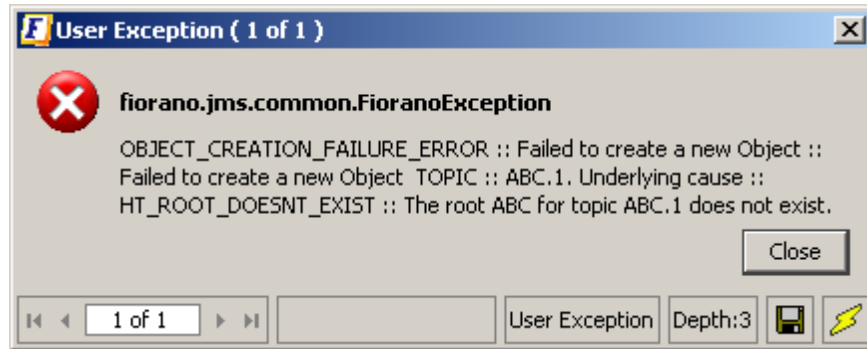 F User Exception ( 1 of 1 )
fiorano.jms.common.FioranoException
OBJECT_CREATION_FAILURE_ERROR :: Failed to create a new Object ::
Failed to create a new Object TOPIC :: ABC.1. Underlying cause ::
HT_ROOT_DOESNT_EXIST :: The root ABC for topic ABC.1 does not exist.
Close
1 of 1 User Exception Depth:3